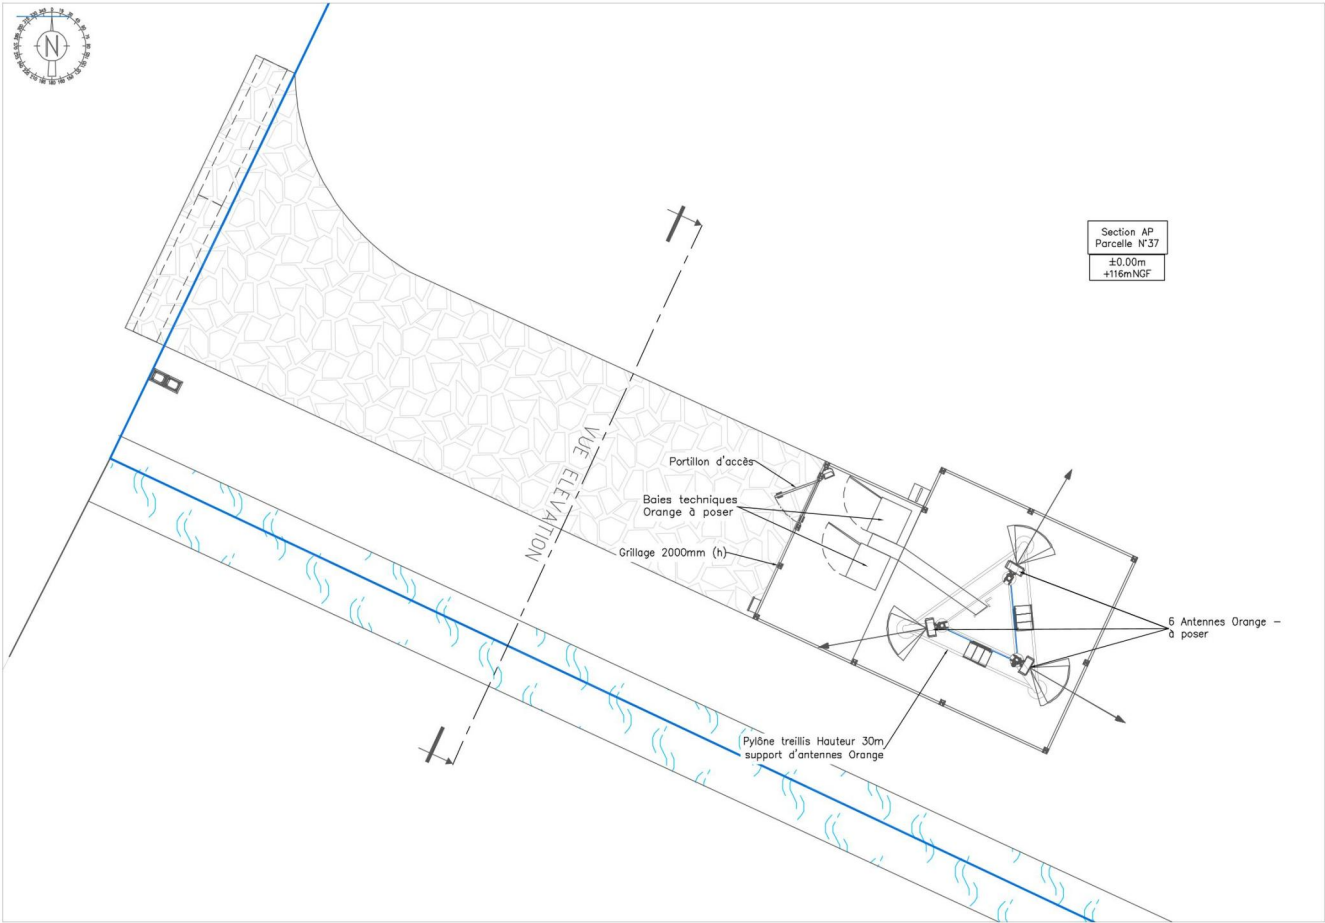 N
Section AP
Parcelle N°37
±0.00m
+116mNGF
VUE ELEVATION
Portillon d'accès
Baies techniques
Orange à poser
Grillage 2000mm (h)
6 Antennes Orange –
à poser
Pylône treillis Hauteur 30m
support d'antennes Orange